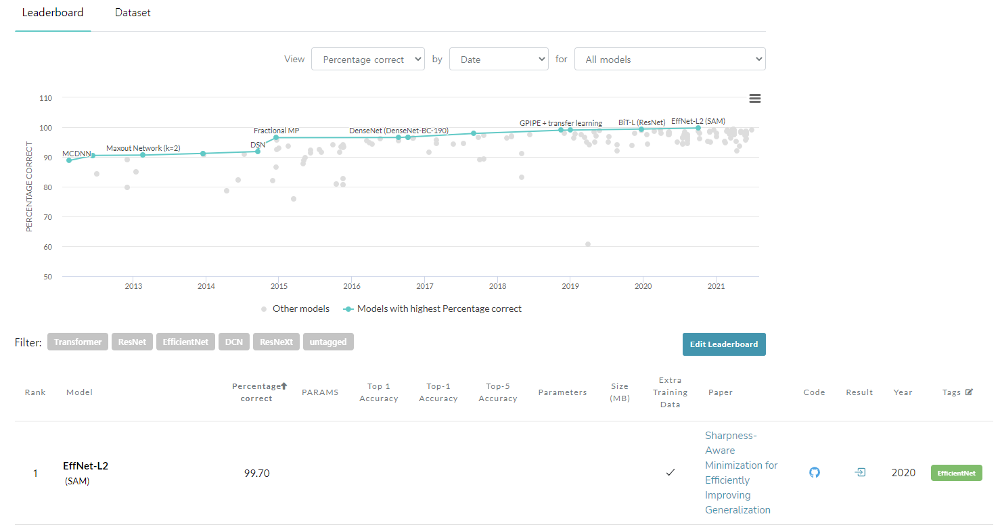 Leaderboard Dataset
View Percentage correct by Date for All models
110
100
90
80
70
60
50
PERCENTAGE CORRECT
MCDNN
Maxout Network (k=2)
DSN
Fractional MP
DenseNet (DenseNet-BC-190)
GPIPE + transfer learning
BiT-L (ResNet)
EffNet-L2 (SAM)
2013 2014 2015 2016 2017 2018 2019 2020 2021
Other models Models with highest Percentage correct
Filter: Transformer ResNet EfficientNet DCN ResNeXt untagged Edit Leaderboard
Rank Model Percentage correct PARAMS Top 1 Accuracy Top-1 Accuracy Top-5 Accuracy Parameters Size (MB) Extra Training Data Paper Code Result Year Tags
1 EffNet-L2 (SAM) 99.70 ✓ Sharpness-
Aware
Minimization for
Efficiently
Improving
Generalization
2020 EfficientNet